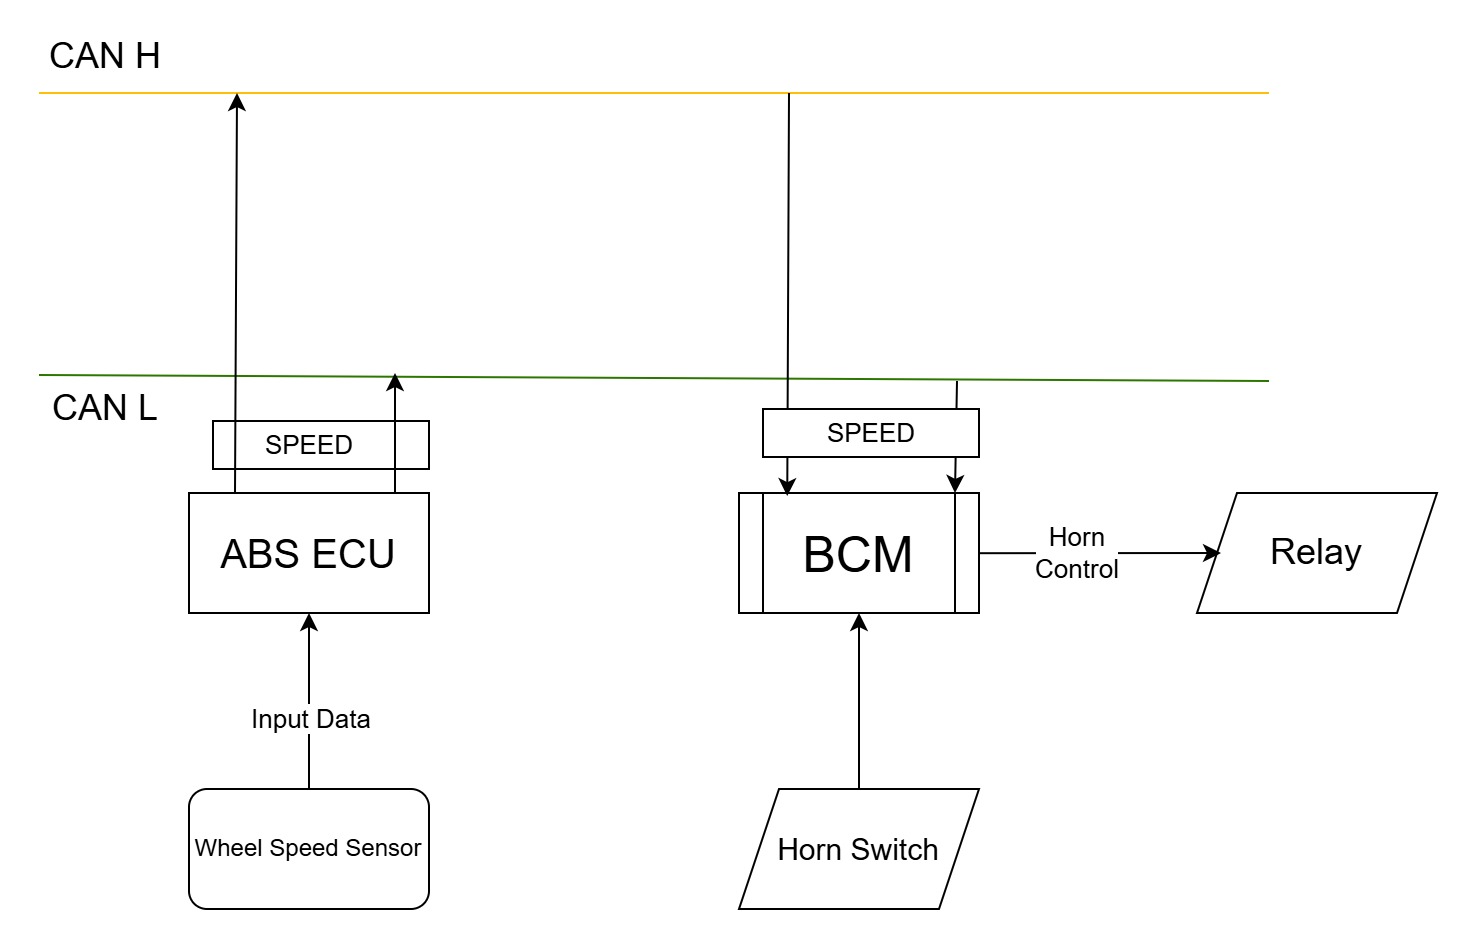 CAN H
CAN L
SPEED
SPEED
ABS ECU
BCM
Horn
Control
Relay
Input Data
Wheel Speed Sensor
Horn Switch